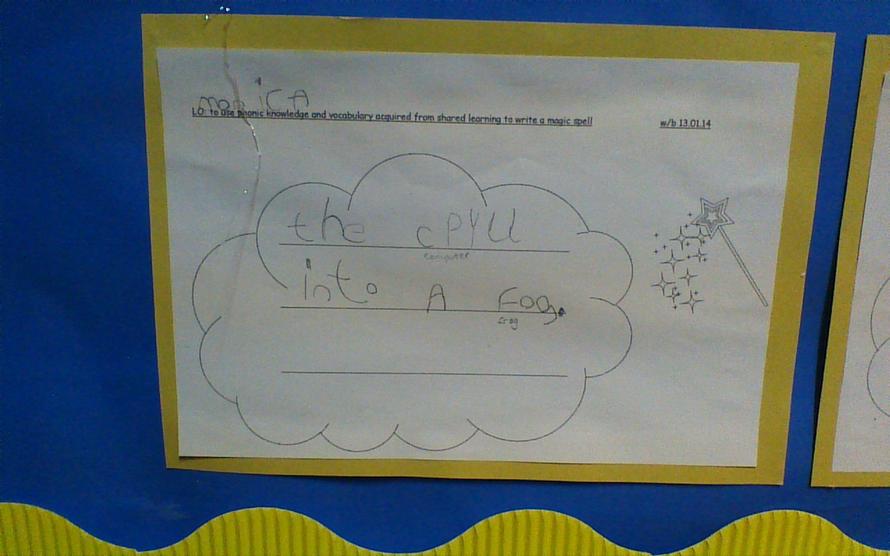 monicA
LO: to use phonic knowledge and vocabulary acquired from shared learning to write a magic spell w/b 13.01.14
the cPYU
computer
into A Fog.
frog